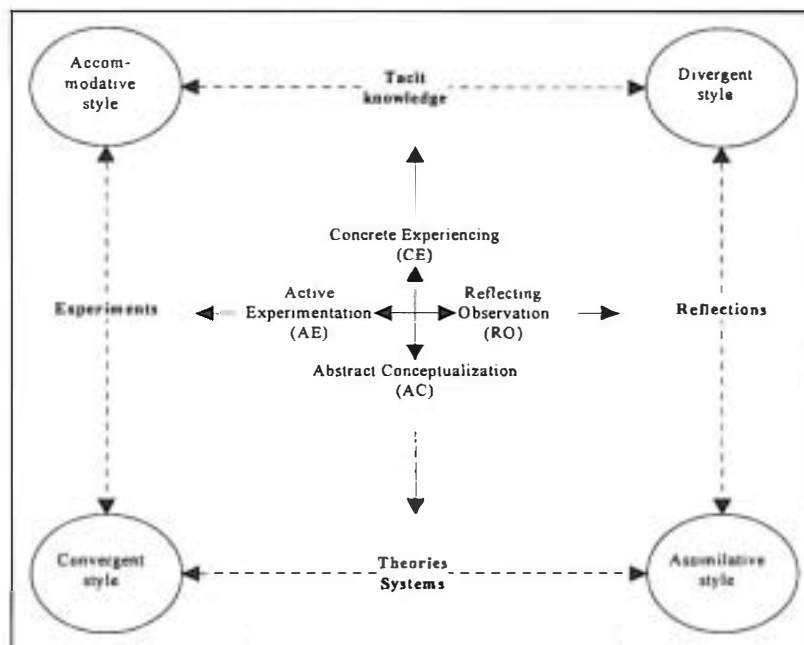 Accom-
modative
style
Tacit
knowledge
Divergent
style
Concrete Experiencing
(CE)
Experiments
Active
Experimentation
(AE)
Reflecting
Observation
(RO)
Reflections
Abstract Conceptualization
(AC)
Convergent
style
Theories
Systems
Assimilative
style